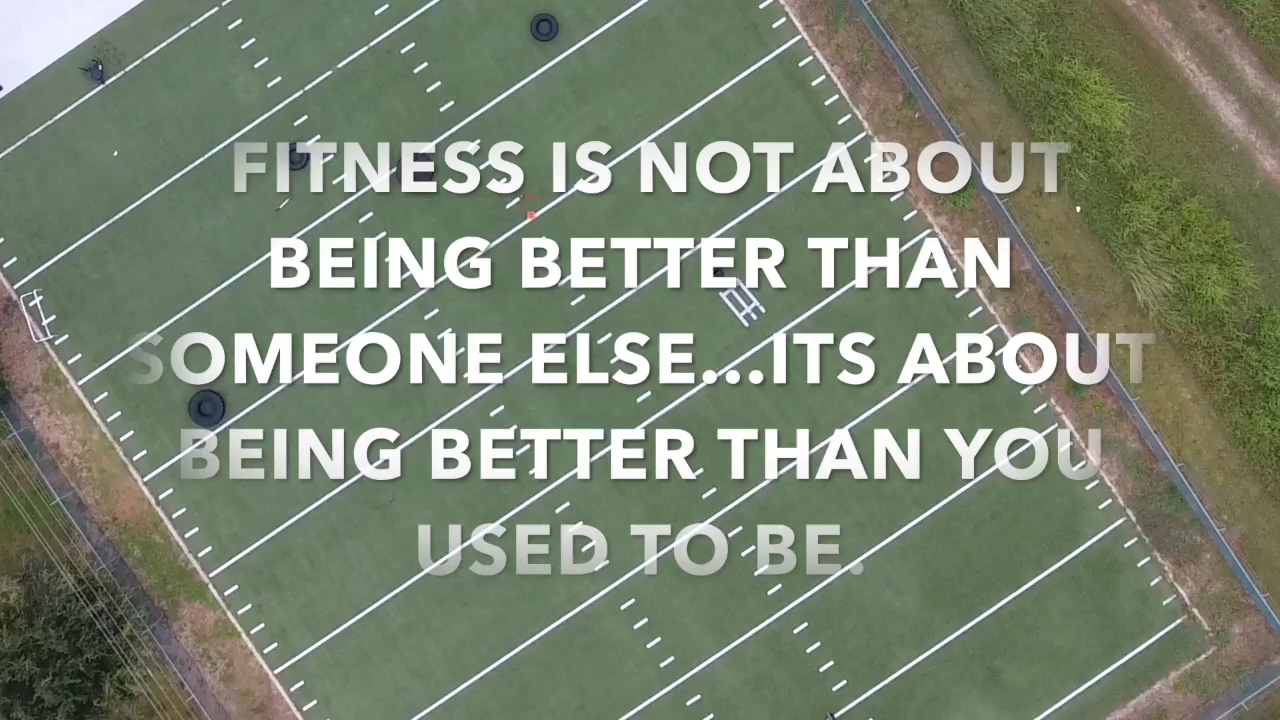 FITNESS IS NOT ABOUT
BEING BETTER THAN
SOMEONE ELSE...ITS ABOUT
BEING BETTER THAN YOU
USED TO BE.